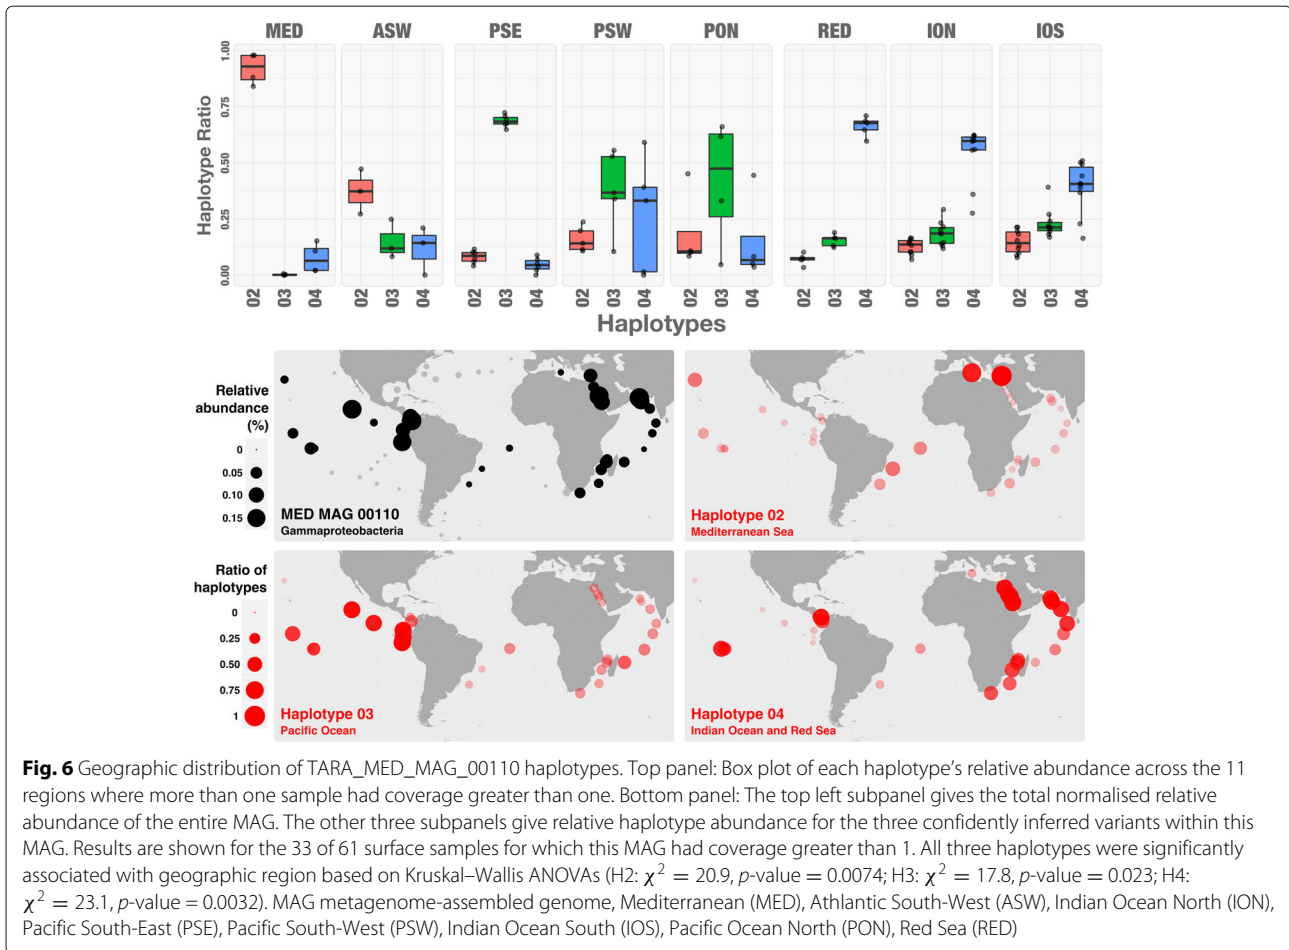 MED ASW PSE PSW PON RED ION IOS
Haplotype Ratio
1.00
0.75
0.50
0.25
0.00
02 03 04 02 03 04 02 03 04 02 03 04 02 03 04 02 03 04 02 03 04 02 03 04
Haplotypes
Relative
abundance
(%)
0
0.05
0.10
0.15
MED MAG 00110
Gammaproteobacteria
Haplotype 02
Mediterranean Sea
Ratio of
haplotypes
0
0.25
0.50
0.75
1
Haplotype 03
Pacific Ocean
Haplotype 04
Indian Ocean and Red Sea
Fig. 6 Geographic distribution of TARA_MED_MAG_00110 haplotypes. Top panel: Box plot of each haplotype's relative abundance across the 11
regions where more than one sample had coverage greater than one. Bottom panel: The top left subpanel gives the total normalised relative
abundance of the entire MAG. The other three subpanels give relative haplotype abundance for the three confidently inferred variants within this
MAG. Results are shown for the 33 of 61 surface samples for which this MAG had coverage greater than 1. All three haplotypes were significantly
associated with geographic region based on Kruskal–Wallis ANOVAs (H2: χ² = 20.9, p-value = 0.0074; H3: χ² = 17.8, p-value = 0.023; H4:
χ² = 23.1, p-value = 0.0032). MAG metagenome-assembled genome, Mediterranean (MED), Athlantic South-West (ASW), Indian Ocean North (ION),
Pacific South-East (PSE), Pacific South-West (PSW), Indian Ocean South (IOS), Pacific Ocean North (PON), Red Sea (RED)